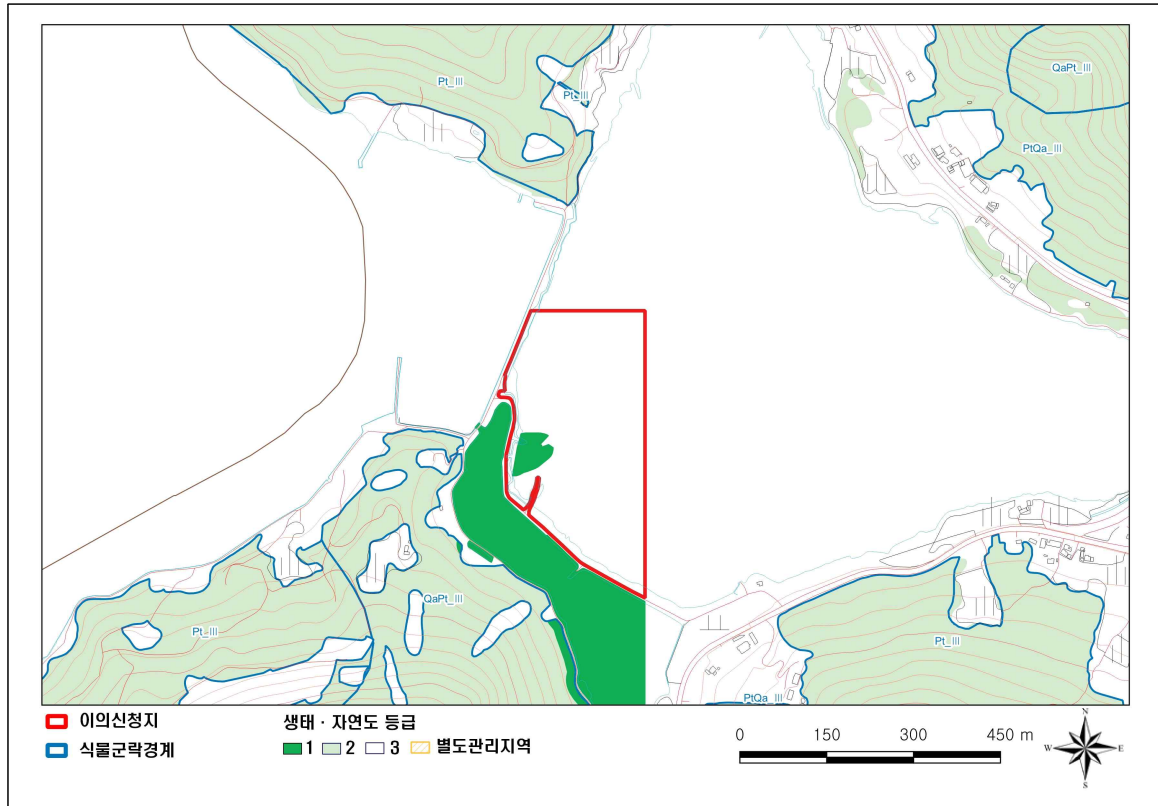 Pt_III
Pt_III
QaPt_III
PtQa_III
QaPt_III
Pt_III
Pt_III
PtQa_III
이의신청지
식물군락경계
생태 · 자연도 등급
1 2 3 별도관리지역
0 150 300 450 m
N
W E
S